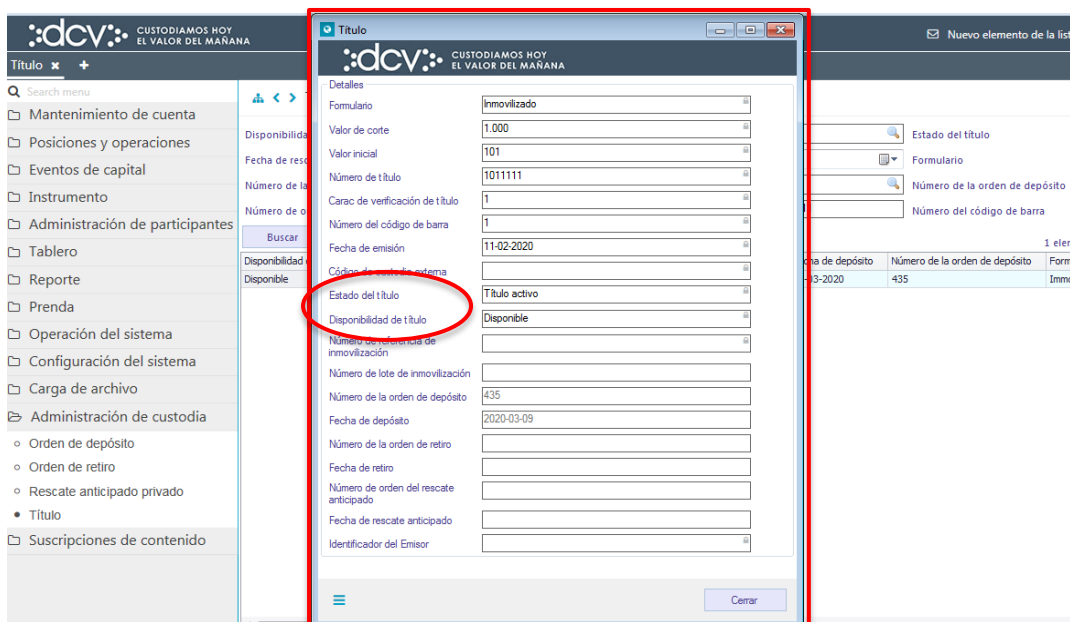 :dcv: CUSTODIAMOS HOY
EL VALOR DEL MAÑANA
Nuevo elemento de la list
Título × +
Search menu
Mantenimiento de cuenta
Posiciones y operaciones
Eventos de capital
Instrumento
Administración de participantes
Tablero
Reporte
Prenda
Operación del sistema
Configuración del sistema
Carga de archivo
Administración de custodia
Orden de depósito
Orden de retiro
Rescate anticipado privado
Título
Suscripciones de contenido
Disponibilida
Fecha de resc
Número de la
Número de o
Buscar
Disponibilidad
Disponible
Título
:dcv: CUSTODIAMOS HOY
EL VALOR DEL MAÑANA
Detalles
Formulario Inmovilizado
Valor de corte 1.000
Valor inicial 101
Número de título 1011111
Carac de verificación de título 1
Número del código de barra 1
Fecha de emisión 11-02-2020
Código de custodia externa
Estado del título Título activo
Disponibilidad de título Disponible
Número de referencia de
inmovilización
Número de lote de inmovilización
Número de la orden de depósito 435
Fecha de depósito 2020-03-09
Número de la orden de retiro
Fecha de retiro
Número de orden del rescate
anticipado
Fecha de rescate anticipado
Identificador del Emisor
Cerrar
Estado del título
Formulario
Número de la orden de depósito
Número del código de barra
1 eler
ha de depósito Número de la orden de depósito Form
-03-2020 435 Inmo